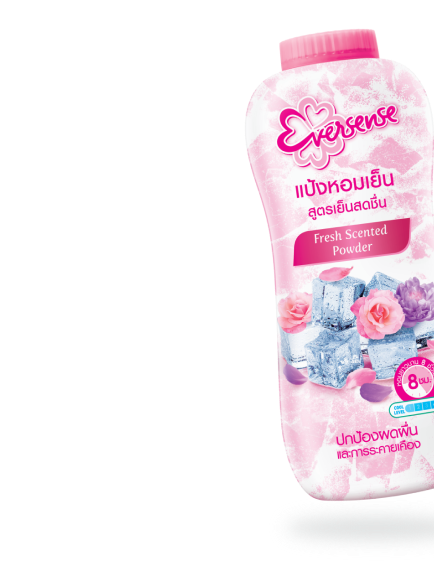 Eversense
แป้งหอมเย็น
สูตรเย็นสดชื่น
Fresh Scented
Powder
8 ชม.
COOL
LEVEL
ปกป้องผดผื่น
และการระคายเคือง